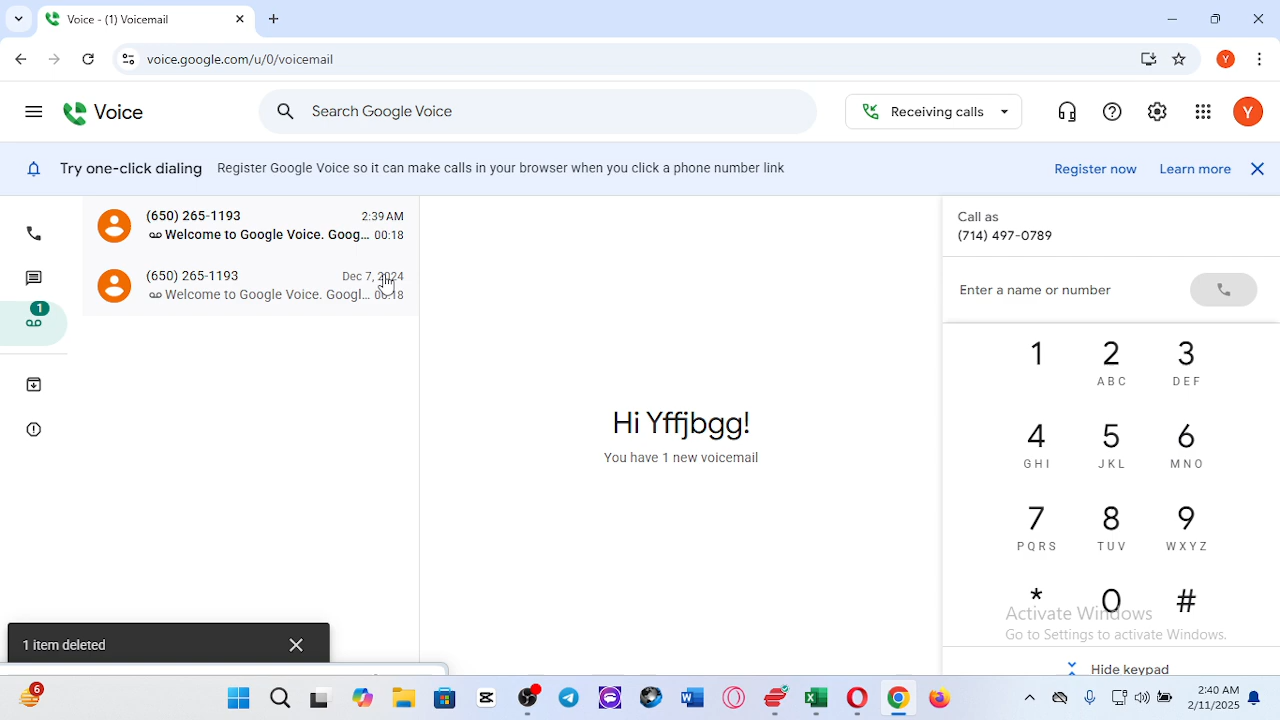 Voice - (1) Voicemail
voice.google.com/u/0/voicemail
Y
Voice
Search Google Voice
Receiving calls
Y
Try one-click dialing Register Google Voice so it can make calls in your browser when you click a phone number link
Register now Learn more
(650) 265-1193 2:39 AM
Welcome to Google Voice. Goog... 00:18
(650) 265-1193 Dec 7, 2024
Welcome to Google Voice. Googl... 00:18
1
Hi Yffjbgg!
You have 1 new voicemail
Call as
(714) 497-0789
Enter a name or number
1 2 3
ABC DEF
4 5 6
GHI JKL MNO
7 8 9
PQRS TUV WXYZ
* 0 #
Activate Windows
Go to Settings to activate Windows.
Hide keypad
1 item deleted
6
2:40 AM
2/11/2025